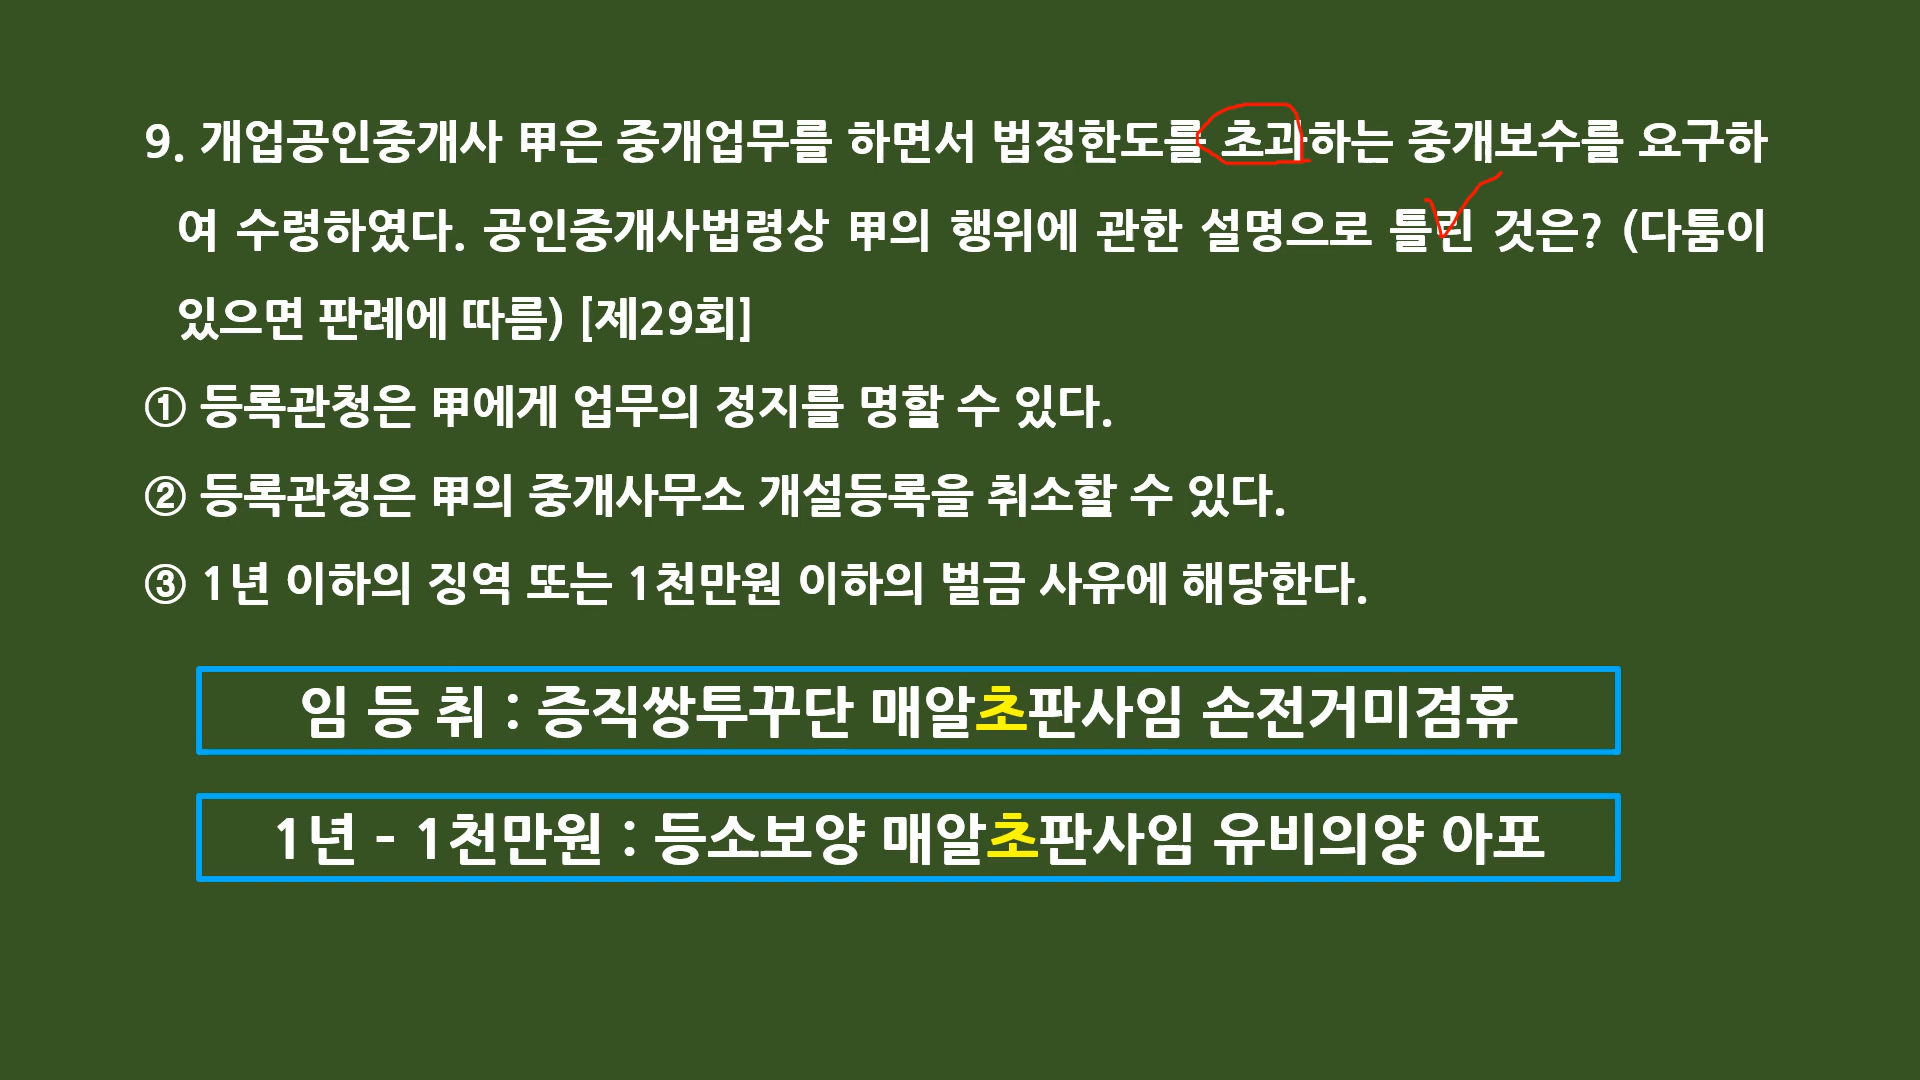 9. 개업공인중개사 甲은 중개업무를 하면서 법정한도를 초과하는 중개보수를 요구하
여 수령하였다. 공인중개사법령상 甲의 행위에 관한 설명으로 틀린 것은? (다툼이
있으면 판례에 따름) [제29회]
① 등록관청은 甲에게 업무의 정지를 명할 수 있다.
② 등록관청은 甲의 중개사무소 개설등록을 취소할 수 있다.
③ 1년 이하의 징역 또는 1천만원 이하의 벌금 사유에 해당한다.
임 등 취 : 증직쌍투꾸단 매알초판사임 손전거미겸휴
1년 - 1천만원 : 등소보양 매알초판사임 유비의양 아포